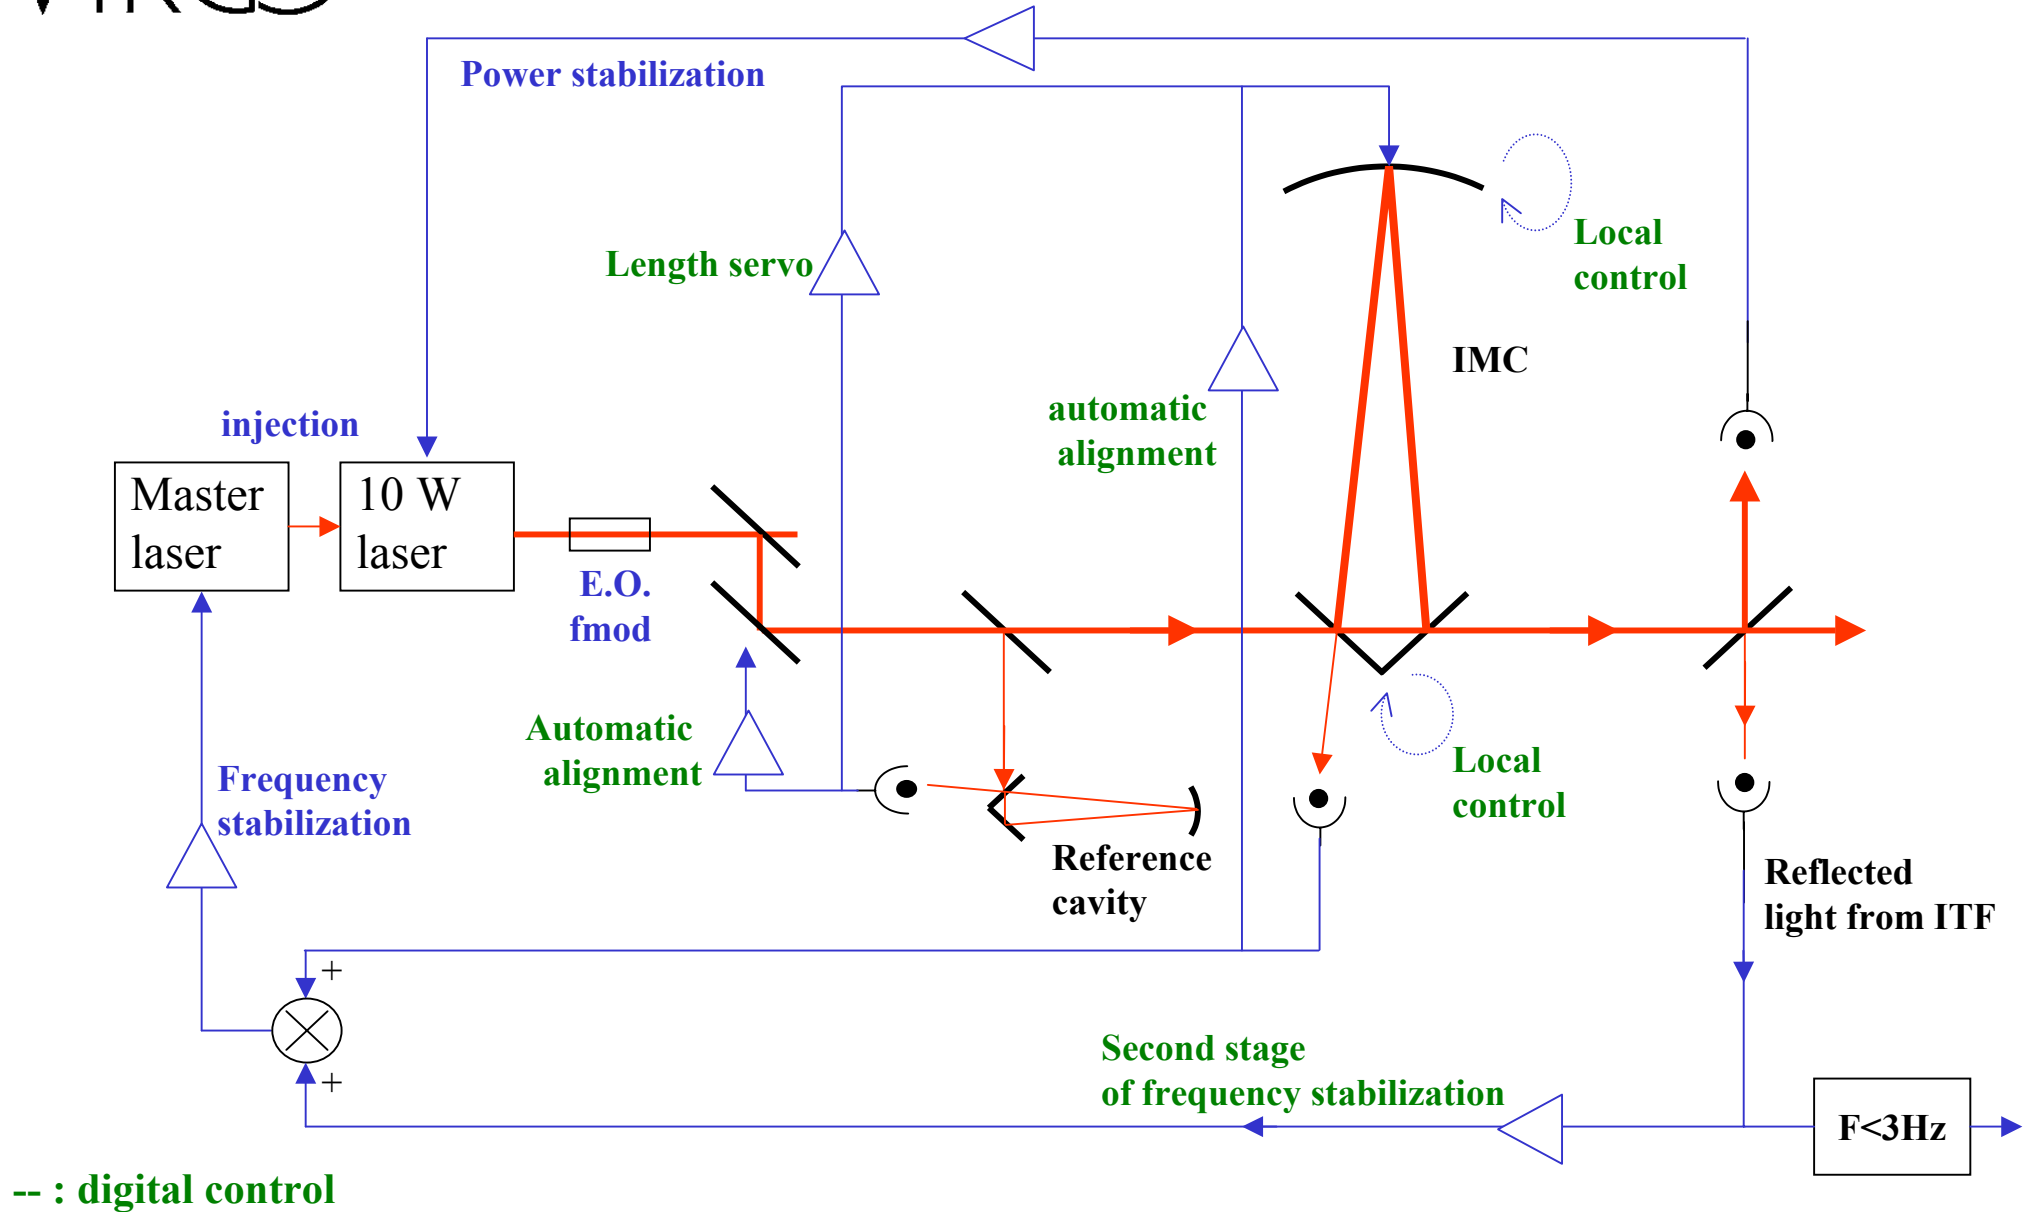 VIRGO
Power stabilization
Length servo
Local
control
IMC
automatic
alignment
injection
Master
laser
10 W
laser
E.O.
fmod
Automatic
alignment
Frequency
stabilization
Reference
cavity
Local
control
Reflected
light from ITF
+
+
Second stage
of frequency stabilization
F<3Hz
-- : digital control